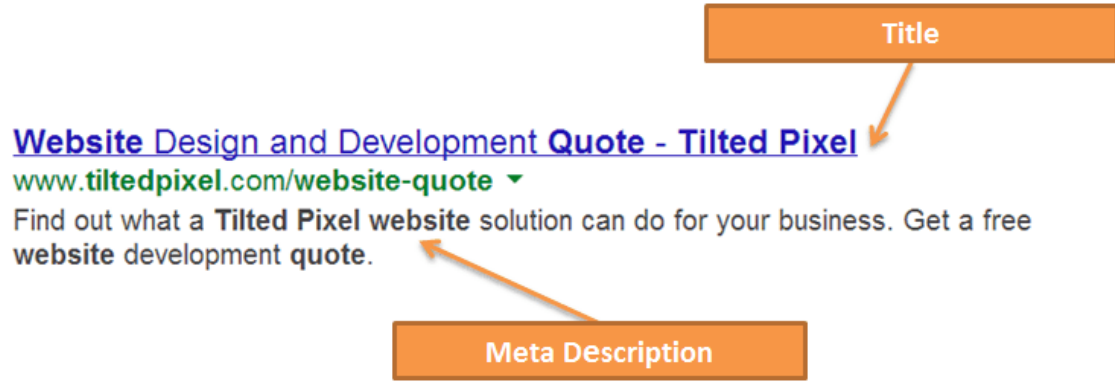 Title
Website Design and Development Quote - Tilted Pixel
www.tiltedpixel.com/website-quote
Find out what a Tilted Pixel website solution can do for your business. Get a free
website development quote.
Meta Description